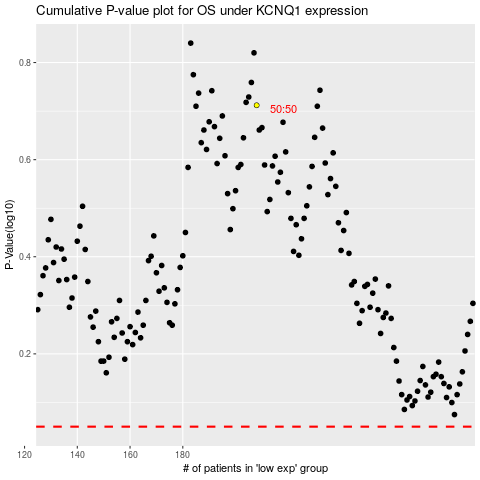 Cumulative P-value plot for OS under KCNQ1 expression
P-Value(log10)
0.8
0.6
0.4
0.2
50:50
120 140 160 180
# of patients in 'low exp' group